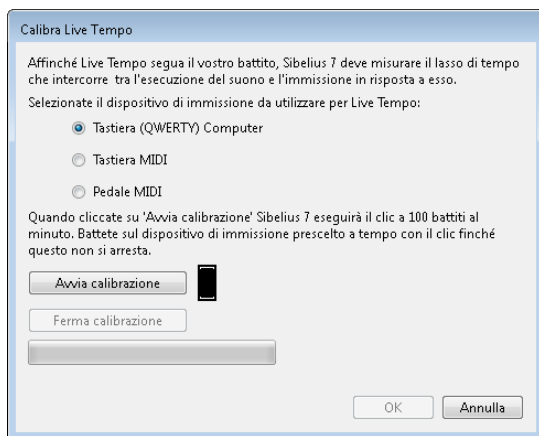 Calibra Live Tempo
Affinché Live Tempo segua il vostro battito, Sibelius 7 deve misurare il lasso di tempo
che intercorre tra l'esecuzione del suono e l'immissione in risposta a esso.
Selezionate il dispositivo di immissione da utilizzare per Live Tempo:
Tastiera (QWERTY) Computer
Tastiera MIDI
Pedale MIDI
Quando cliccate su 'Avvia calibrazione' Sibelius 7 eseguirà il clic a 100 battiti al
minuto. Battete sul dispositivo di immissione prescelto a tempo con il clic finché
questo non si arresta.
Avvia calibrazione
Ferma calibrazione
OK Annulla